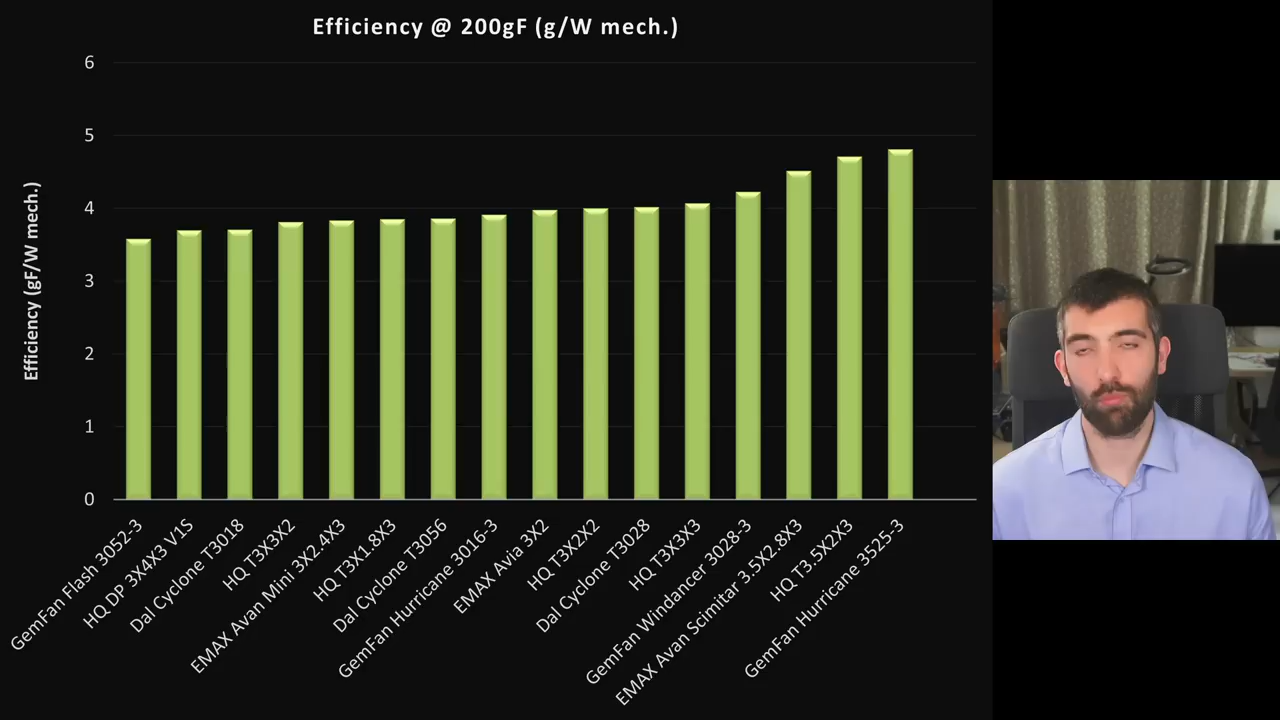 Efficiency @ 200gF (g/W mech.)
Efficiency (gF/W mech.)
6
5
4
3
2
1
0
GemFan Flash 3052-3
HQ DP 3X4X3 V1S
Dal Cyclone T3018
HQ T3X3X2
EMAX Avan Mini 3X2.4X3
HQ T3X1.8X3
Dal Cyclone T3056
GemFan Hurricane 3016-3
EMAX Avia 3X2
HQ T3X2X2
Dal Cyclone T3028
HQ T3X3X3
GemFan Windancer 3028-3
EMAX Avan Scimitar 3.5X2.8X3
HQ T3.5X2X3
GemFan Hurricane 3525-3